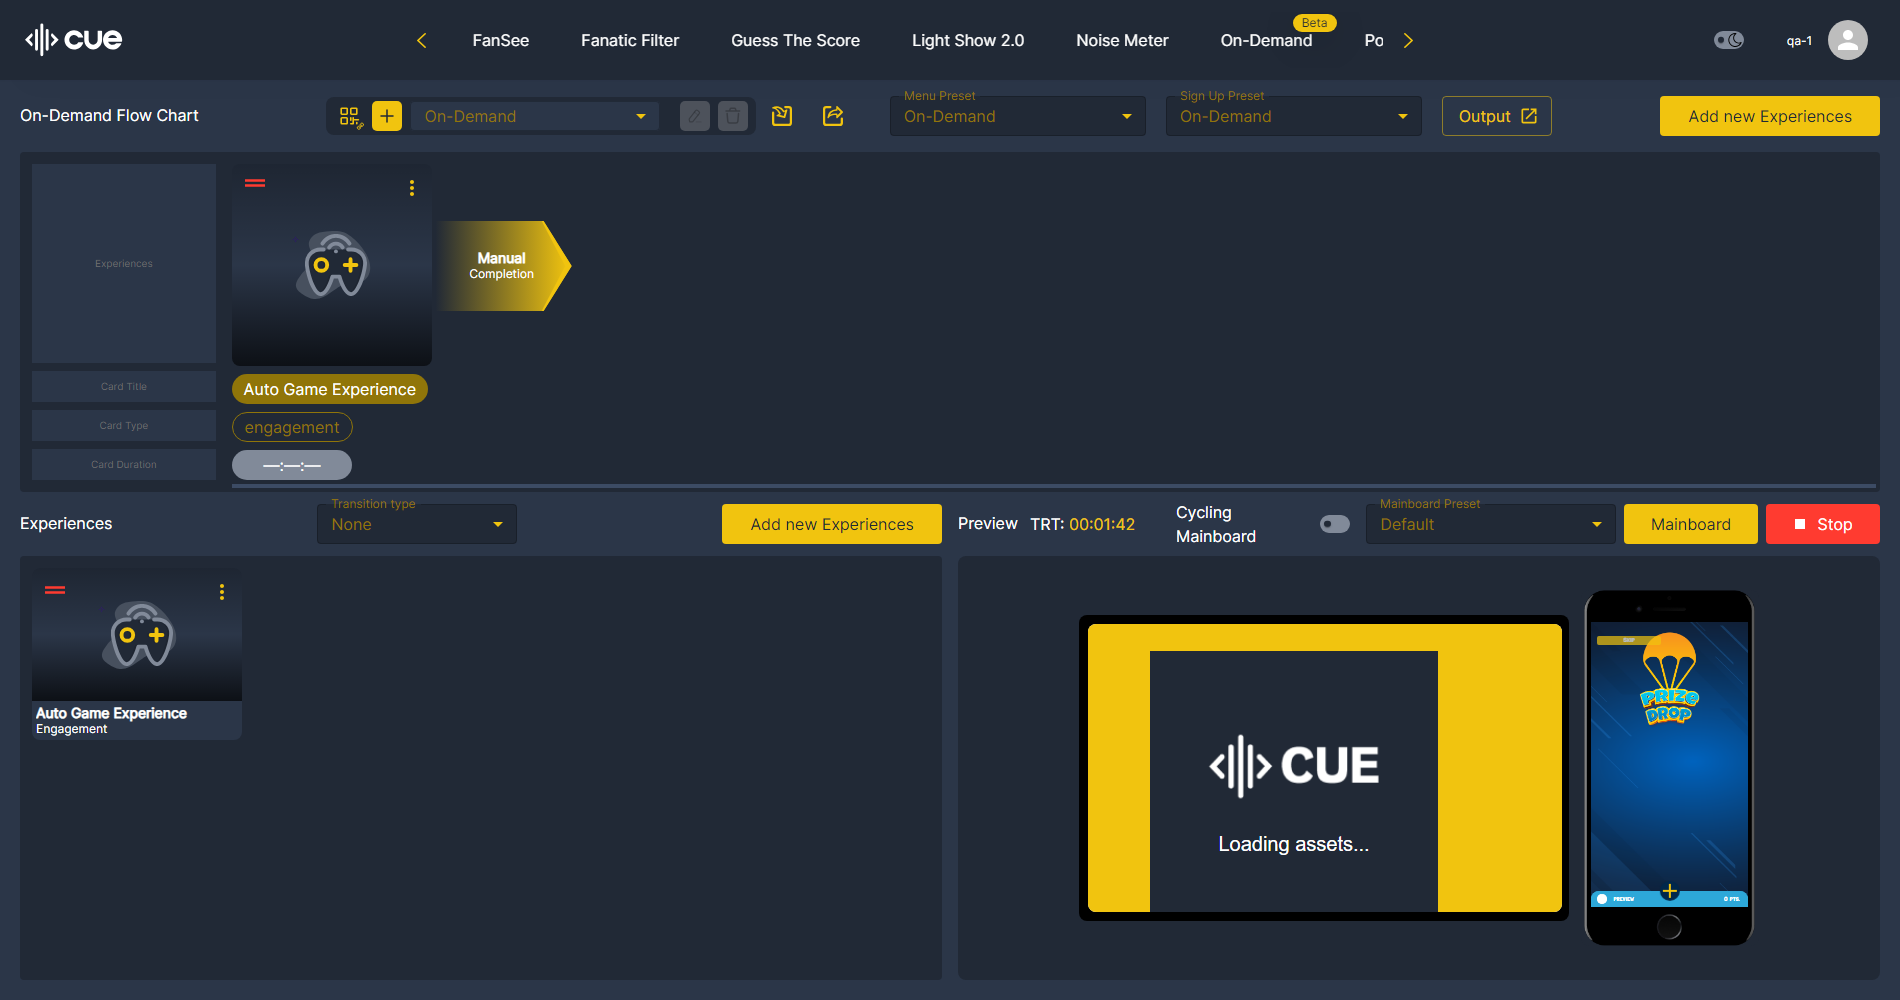 CUE
FanSee
Fanatic Filter
Guess The Score
Light Show 2.0
Noise Meter
On-Demand
Beta
Po
qa-1
On-Demand Flow Chart
On-Demand
Menu Preset
On-Demand
Sign Up Preset
On-Demand
Output
Add new Experiences
Experiences
Manual
Completion
Card Title
Auto Game Experience
Card Type
engagement
Card Duration
—:—:—
Experiences
Transition type
None
Add new Experiences
Preview
TRT: 00:01:42
Cycling
Mainboard
Mainboard Preset
Default
Mainboard
Stop
Auto Game Experience
Engagement
CUE
Loading assets...
PRIZE
DROP
PREVIEW
0 PTS.